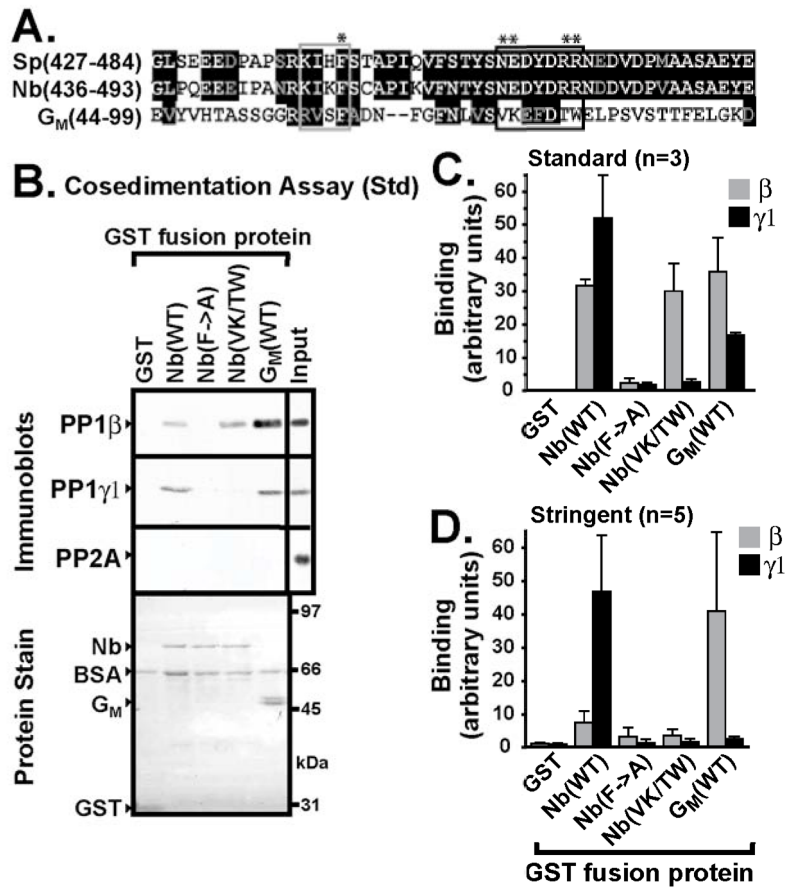 A.
* ** **
Sp(427-484) GLSEEEDPAPSRKIHFSTAPIQVFSTYSNEDYDRRNEDVDPMAASAEYE
Nb(436-493) GLPQEEEIPANRKIKFSCAPIKVFNTYSNEDYDRRNDDVDPVAASAEYE
GM(44-99) EVYVHTASSGGRRVSFADN--FGFNLVSVKEFDTWELPSVSTTFELGKD
B. Cosedimentation Assay (Std)
GST fusion protein
GST
Nb(WT)
Nb(F->A)
Nb(VK/TW)
GM(WT)
Input
Immunoblots
PP1β
PP1γ1
PP2A
Protein Stain
Nb
BSA
GM
GST
97
66
45
kDa
31
C. Standard (n=3)
β
γ1
Binding
(arbitrary units)
60
50
40
30
20
10
0
GST
Nb(WT)
Nb(F->A)
Nb(VK/TW)
GM(WT)
D. Stringent (n=5)
β
γ1
Binding
(arbitrary units)
60
50
40
30
20
10
0
GST
Nb(WT)
Nb(F->A)
Nb(VK/TW)
GM(WT)
GST fusion protein